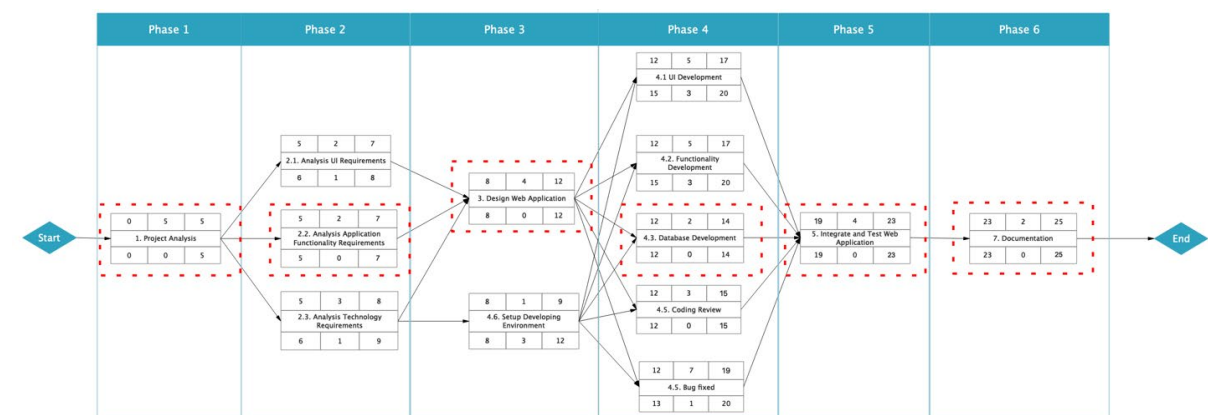 Phase 1 Phase 2 Phase 3 Phase 4 Phase 5 Phase 6
Start
0 5 5
1. Project Analysis
0 0 5
5 2 7
2.1. Analysis UI Requirements
6 1 8
5 2 7
2.2. Analysis Application
Functionality Requirements
5 0 7
5 3 8
2.3. Analysis Technology
Requirements
6 1 9
8 4 12
3. Design Web Application
8 0 12
8 1 9
4.6. Setup Developing
Environment
8 3 12
12 5 17
4.1 UI Development
15 3 20
12 5 17
4.2. Functionality
Development
15 3 20
12 2 14
4.3. Database Development
12 0 14
12 3 15
4.5. Coding Review
12 0 15
12 7 19
4.5. Bug fixed
13 1 20
19 4 23
5. Integrate and Test Web
Application
19 0 23
23 2 25
7. Documentation
23 0 25
End